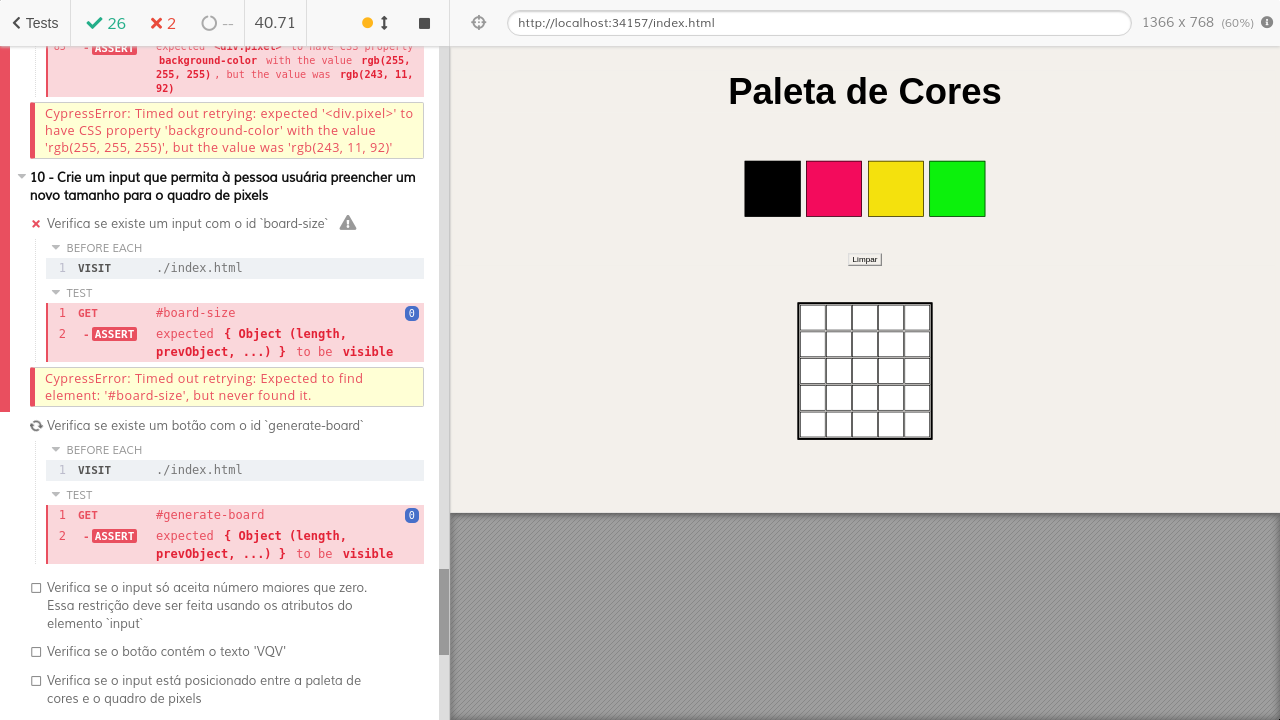 Tests
26
2
--
40.71
http://localhost:34157/index.html
1366 x 768 (60%)
- ASSERT expected <div.pixel> to have CSS property
background-color with the value rgb(255,
255, 255), but the value was rgb(243, 11,
92)
CypressError: Timed out retrying: expected '<div.pixel>' to
have CSS property 'background-color' with the value
'rgb(255, 255, 255)', but the value was 'rgb(243, 11, 92)'
10 - Crie um input que permita à pessoa usuária preencher um
novo tamanho para o quadro de pixels
Verifica se existe um input com o id `board-size`
BEFORE EACH
1 VISIT ./index.html
TEST
1 GET #board-size 0
2 - ASSERT expected { Object (length,
prevObject, ...) } to be visible
CypressError: Timed out retrying: Expected to find
element: '#board-size', but never found it.
Verifica se existe um botão com o id `generate-board`
BEFORE EACH
1 VISIT ./index.html
TEST
1 GET #generate-board 0
2 - ASSERT expected { Object (length,
prevObject, ...) } to be visible
Verifica se o input só aceita número maiores que zero.
Essa restrição deve ser feita usando os atributos do
elemento `input`
Verifica se o botão contém o texto 'VQV'
Verifica se o input está posicionado entre a paleta de
cores e o quadro de pixels
Paleta de Cores
Limpar